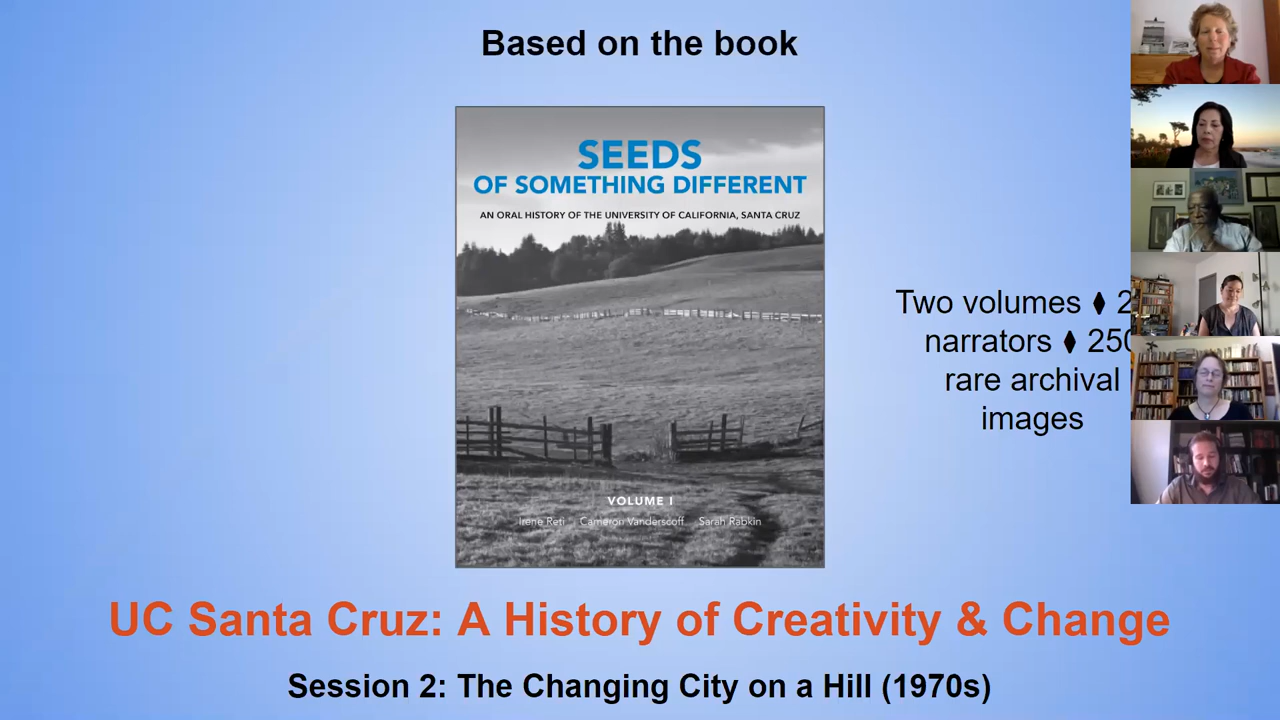 Based on the book
SEEDS
OF SOMETHING DIFFERENT
AN ORAL HISTORY OF THE UNIVERSITY OF CALIFORNIA, SANTA CRUZ
VOLUME I
Irene Reti Cameron Vanderscoff Sarah Rabkin
Two volumes ⧫
narrators ⧫ 250
rare archival
images
UC Santa Cruz: A History of Creativity & Change
Session 2: The Changing City on a Hill (1970s)